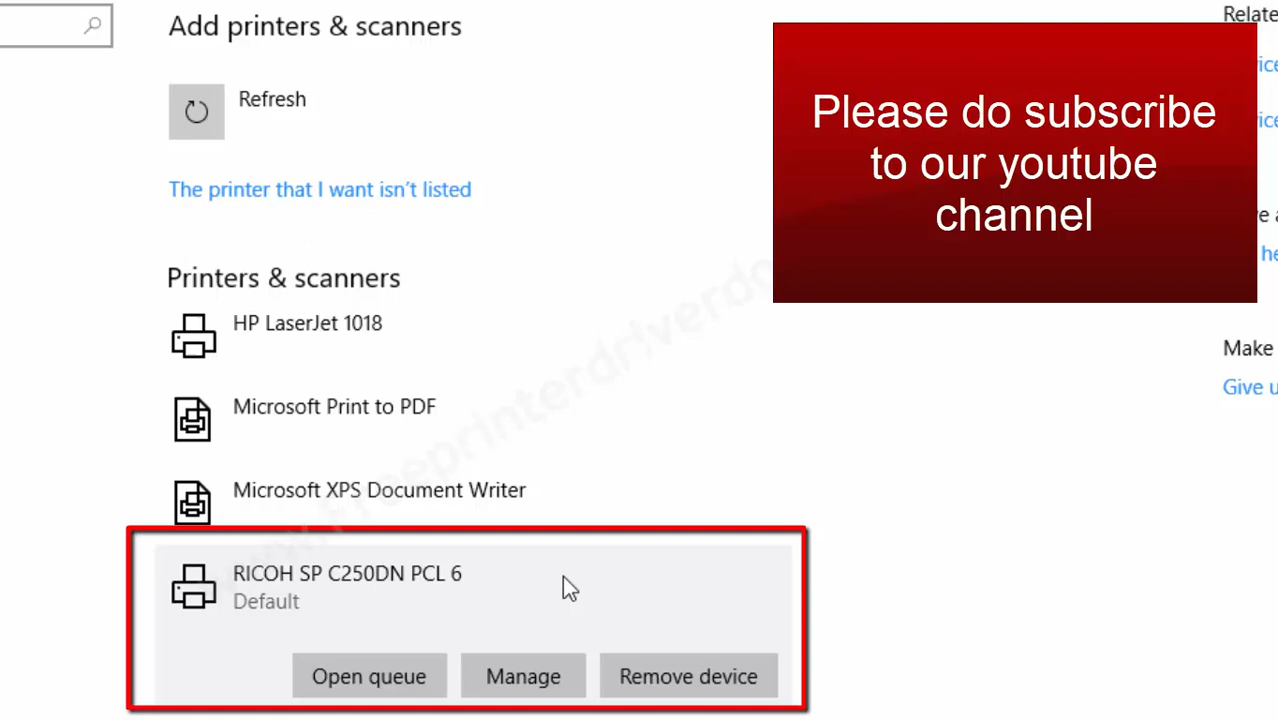 Add printers & scanners
Refresh
The printer that I want isn't listed
Printers & scanners
HP LaserJet 1018
Microsoft Print to PDF
Microsoft XPS Document Writer
RICOH SP C250DN PCL 6
Default
Open queue
Manage
Remove device
Please do subscribe
to our youtube
channel
Make
Give